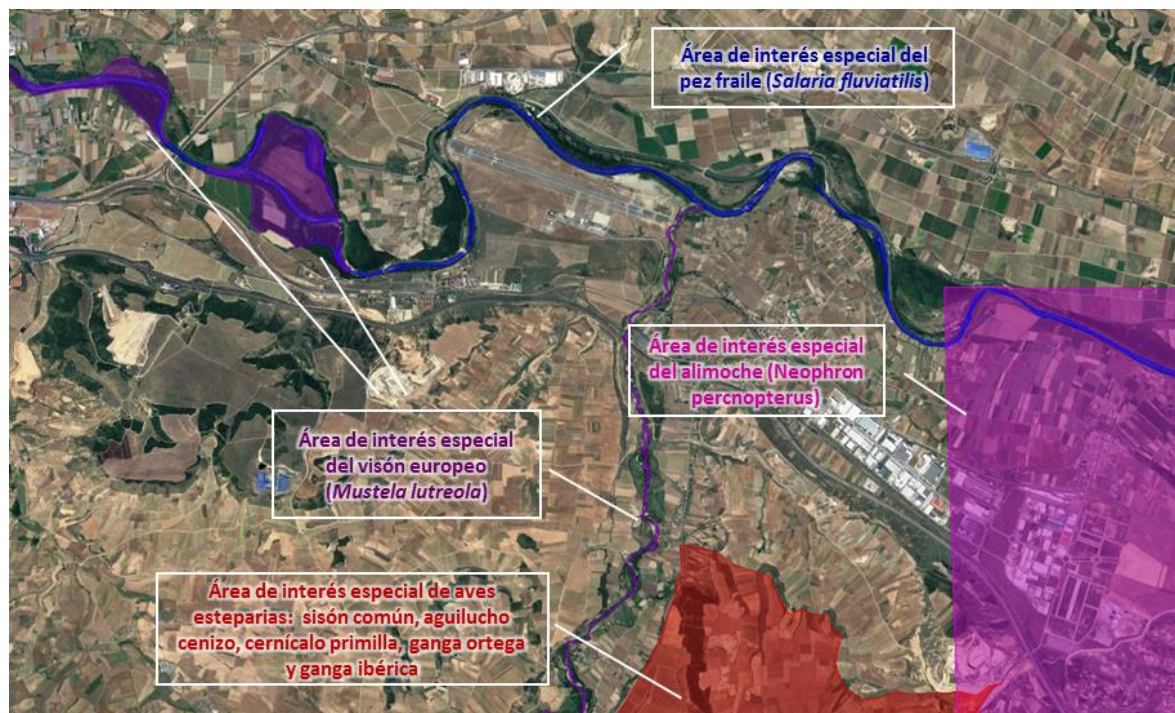 Área de interés especial del
pez fraile (Salaria fluviatilis)
Área de interés especial
del alimoche (Neophron
percnopterus)
Área de interés especial
del visón europeo
(Mustela lutreola)
Área de interés especial de aves
esteparias:  sisón común, aguilucho
cenizo, cernícalo primilla, ganga ortega
y ganga ibérica